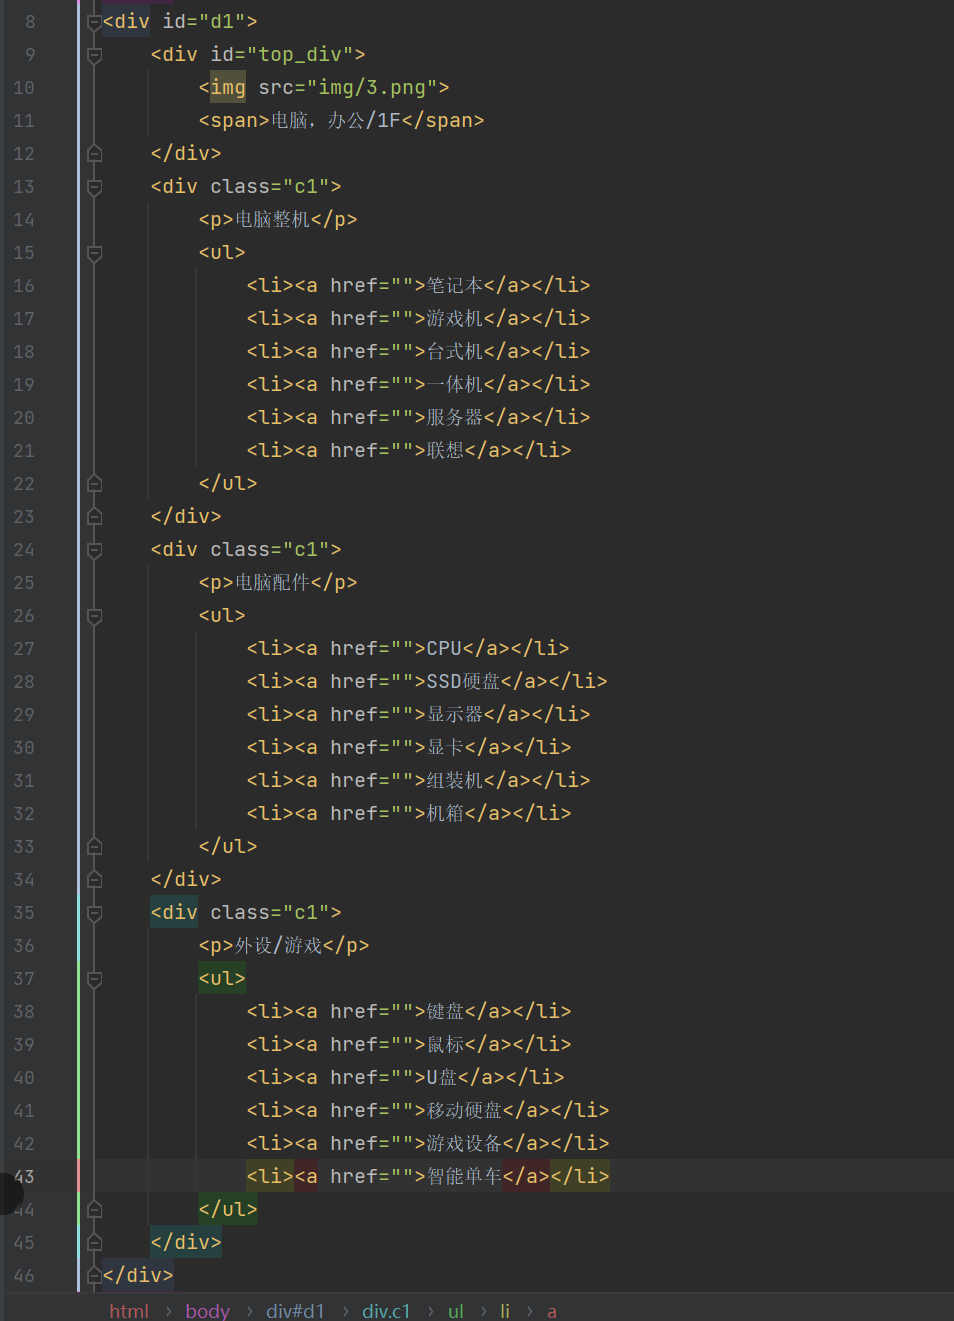 8 <div id="d1">
9 <div id="top_div">
10 <img src="img/3.png">
11 <span>电脑，办公/1F</span>
12 </div>
13 <div class="c1">
14 <p>电脑整机</p>
15 <ul>
16 <li><a href="">笔记本</a></li>
17 <li><a href="">游戏机</a></li>
18 <li><a href="">台式机</a></li>
19 <li><a href="">一体机</a></li>
20 <li><a href="">服务器</a></li>
21 <li><a href="">联想</a></li>
22 </ul>
23 </div>
24 <div class="c1">
25 <p>电脑配件</p>
26 <ul>
27 <li><a href="">CPU</a></li>
28 <li><a href="">SSD硬盘</a></li>
29 <li><a href="">显示器</a></li>
30 <li><a href="">显卡</a></li>
31 <li><a href="">组装机</a></li>
32 <li><a href="">机箱</a></li>
33 </ul>
34 </div>
35 <div class="c1">
36 <p>外设/游戏</p>
37 <ul>
38 <li><a href="">键盘</a></li>
39 <li><a href="">鼠标</a></li>
40 <li><a href="">U盘</a></li>
41 <li><a href="">移动硬盘</a></li>
42 <li><a href="">游戏设备</a></li>
43 <li><a href="">智能单车</a></li>
44 </ul>
45 </div>
46 </div>
html › body › div#d1 › div.c1 › ul › li › a